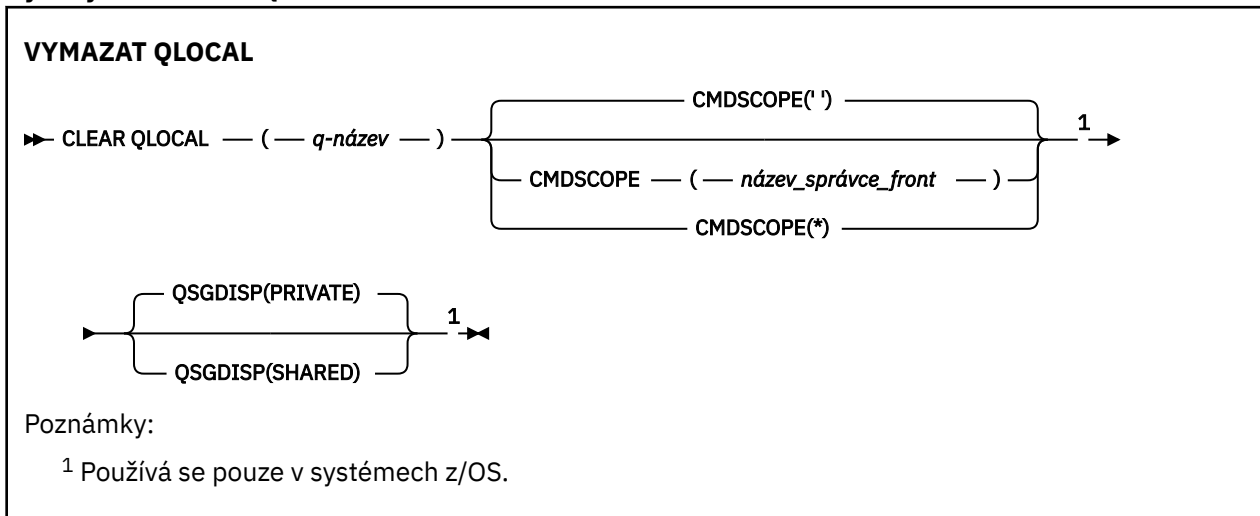 VYMAZAT QLOCAL
CMDSCOPE(' ')
CLEAR QLOCAL ( q-název ) 1
CMDSCOPE ( název_správce_front )
CMDSCOPE(*)
QSGDISP(PRIVATE)
1
QSGDISP(SHARED)
Poznámky:
1 Používá se pouze v systémech z/OS.